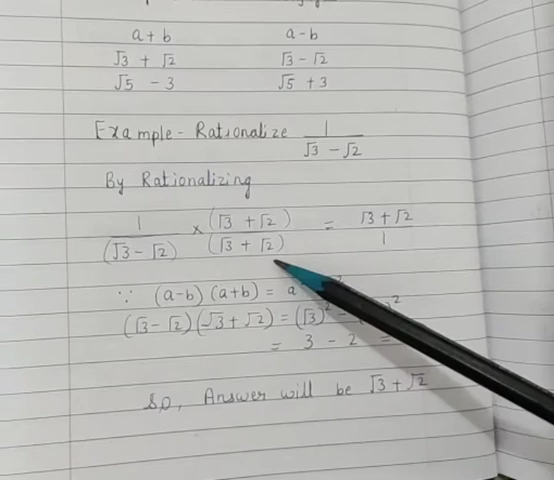 a + b a - b
√3 + √2 √3 - √2
√5 - 3 √5 + 3
Example - Rationalize 1/(√3 - √2)
By Rationalizing
1/(√3 - √2) × (√3 + √2)/(√3 + √2) = (√3 + √2)/1
∵ (a-b) (a+b) = a
(√3 - √2) (√3 + √2) = (√3)² - ²
= 3 - 2 =
So, Answer will be √3 + √2